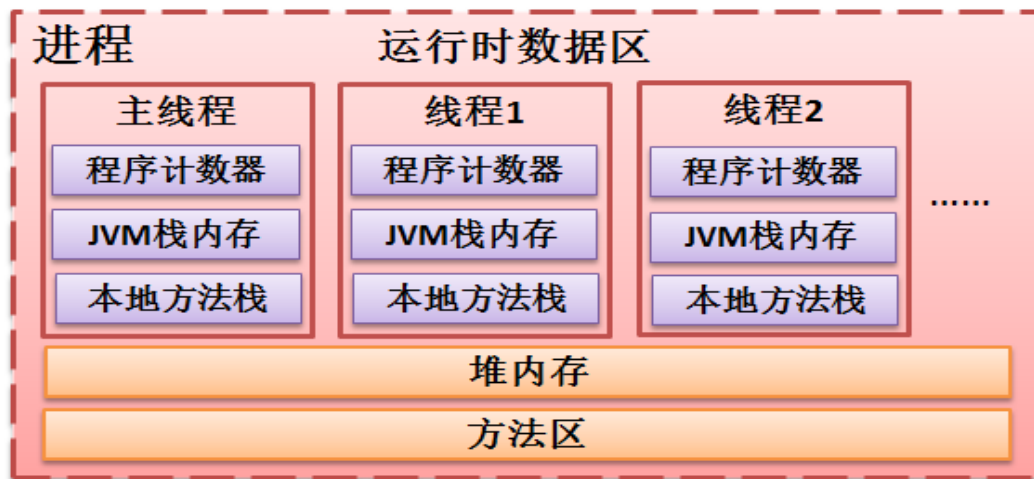 进程 运行时数据区
主线程 线程1 线程2
程序计数器 程序计数器 程序计数器
JVM栈内存 JVM栈内存 JVM栈内存
......
本地方法栈 本地方法栈 本地方法栈
堆内存
方法区